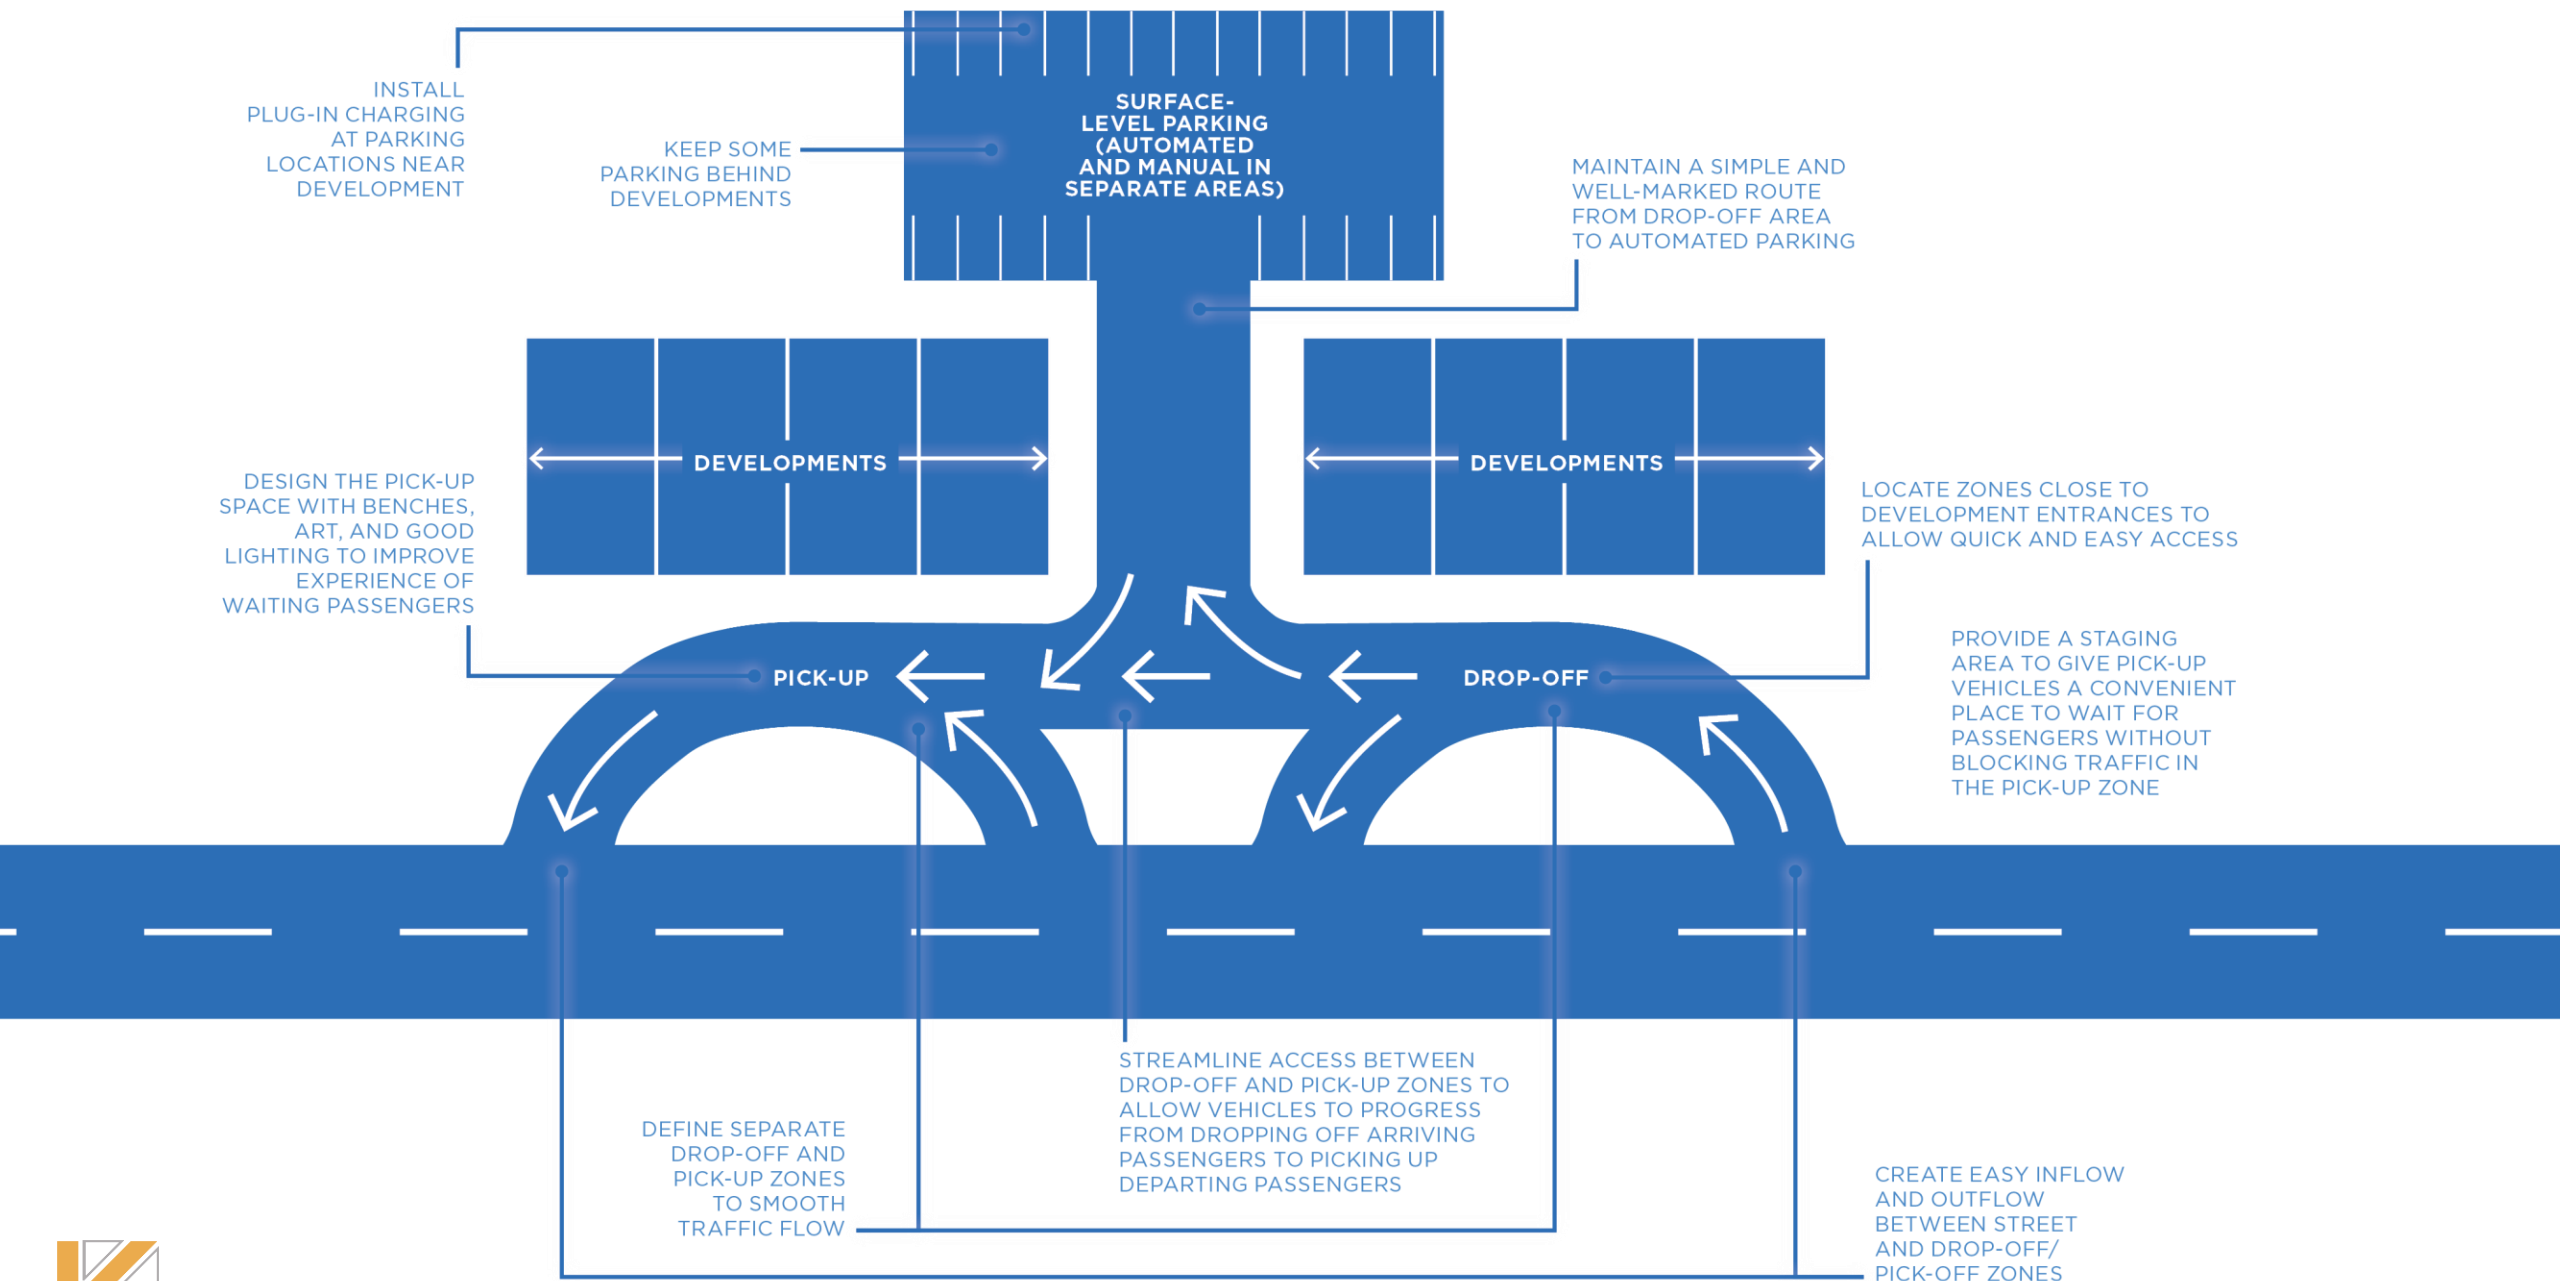 INSTALL
PLUG-IN CHARGING
AT PARKING
LOCATIONS NEAR
DEVELOPMENT
KEEP SOME
PARKING BEHIND
DEVELOPMENTS
SURFACE-
LEVEL PARKING
(AUTOMATED
AND MANUAL IN
SEPARATE AREAS)
MAINTAIN A SIMPLE AND
WELL-MARKED ROUTE
FROM DROP-OFF AREA
TO AUTOMATED PARKING
DEVELOPMENTS
DEVELOPMENTS
DESIGN THE PICK-UP
SPACE WITH BENCHES,
ART, AND GOOD
LIGHTING TO IMPROVE
EXPERIENCE OF
WAITING PASSENGERS
LOCATE ZONES CLOSE TO
DEVELOPMENT ENTRANCES TO
ALLOW QUICK AND EASY ACCESS
PICK-UP
DROP-OFF
PROVIDE A STAGING
AREA TO GIVE PICK-UP
VEHICLES A CONVENIENT
PLACE TO WAIT FOR
PASSENGERS WITHOUT
BLOCKING TRAFFIC IN
THE PICK-UP ZONE
DEFINE SEPARATE
DROP-OFF AND
PICK-UP ZONES
TO SMOOTH
TRAFFIC FLOW
STREAMLINE ACCESS BETWEEN
DROP-OFF AND PICK-UP ZONES TO
ALLOW VEHICLES TO PROGRESS
FROM DROPPING OFF ARRIVING
PASSENGERS TO PICKING UP
DEPARTING PASSENGERS
CREATE EASY INFLOW
AND OUTFLOW
BETWEEN STREET
AND DROP-OFF/
PICK-OFF ZONES